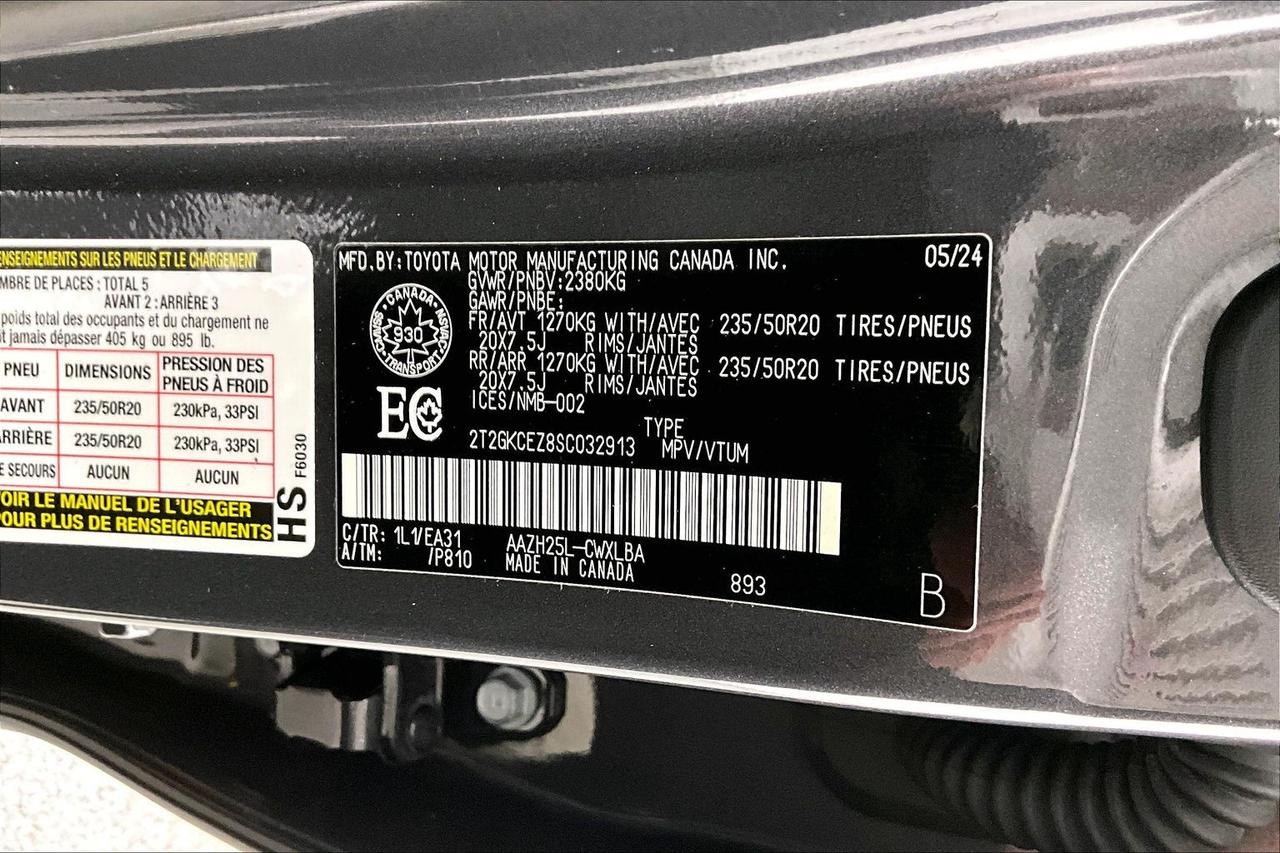 ENSEIGNEMENTS SUR LES PNEUS ET LE CHARGEMENT
MBRE DE PLACES : TOTAL 5
AVANT 2 : ARRIÈRE 3
poids total des occupants et du chargement ne
it jamais dépasser 405 kg ou 895 lb.
PNEU DIMENSIONS PRESSION DES PNEUS À FROID
AVANT 235/50R20 230kPa, 33PSI
ARRIÈRE 235/50R20 230kPa, 33PSI
E SECOURS AUCUN AUCUN
OIR LE MANUEL DE L'USAGER
POUR PLUS DE RENSEIGNEMENTS
HS F6030
MFD.BY:TOYOTA MOTOR MANUFACTURING CANADA INC. 05/24
GVWR/PNBV:2380KG
GAWR/PNBE:
FR/AVT 1270KG WITH/AVEC 235/50R20 TIRES/PNEUS
20X7.5J RIMS/JANTES
RR/ARR 1270KG WITH/AVEC 235/50R20 TIRES/PNEUS
20X7.5J RIMS/JANTES
ICES/NMB-002
CANADA
930
TRANSPORT
EC
TYPE
2T2GKCEZ8SC032913 MPV/VTUM
C/TR: 1L1/EA31 AAZH25L-CWXLBA
A/TM: /P810 MADE IN CANADA
893
B